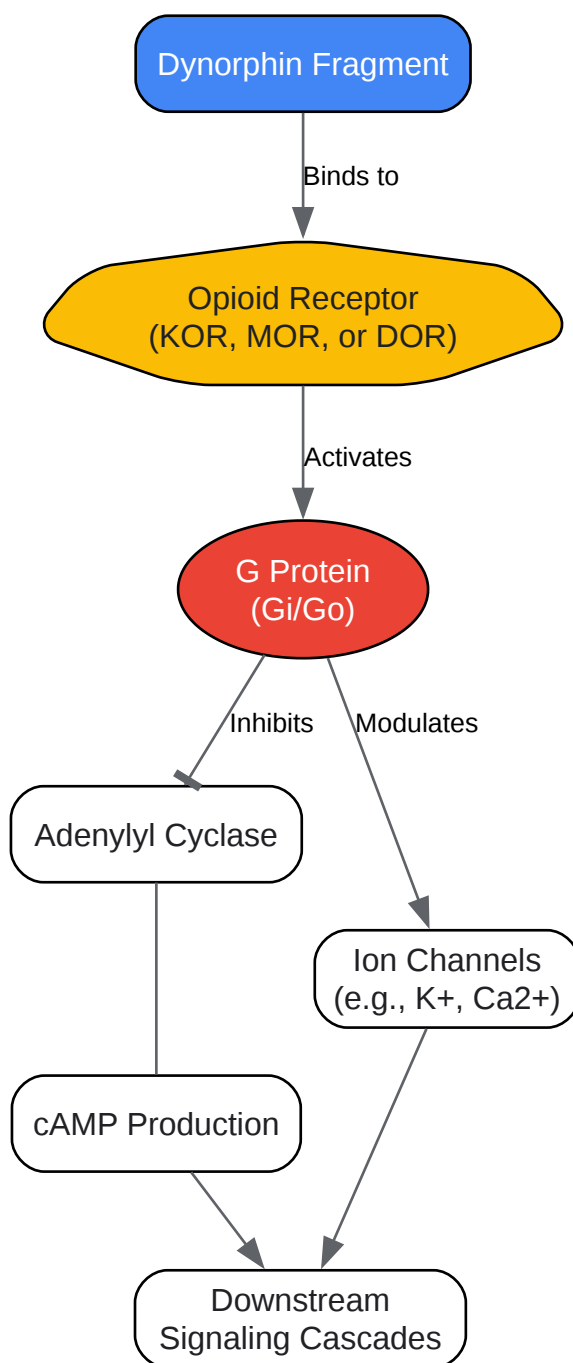 Dynorphin Fragment
Binds to
Opioid Receptor
(KOR, MOR, or DOR)
Activates
G Protein
(Gi/Go)
Inhibits
Modulates
Adenylyl Cyclase
Ion Channels
(e.g., K+, Ca2+)
cAMP Production
Downstream
Signaling Cascades